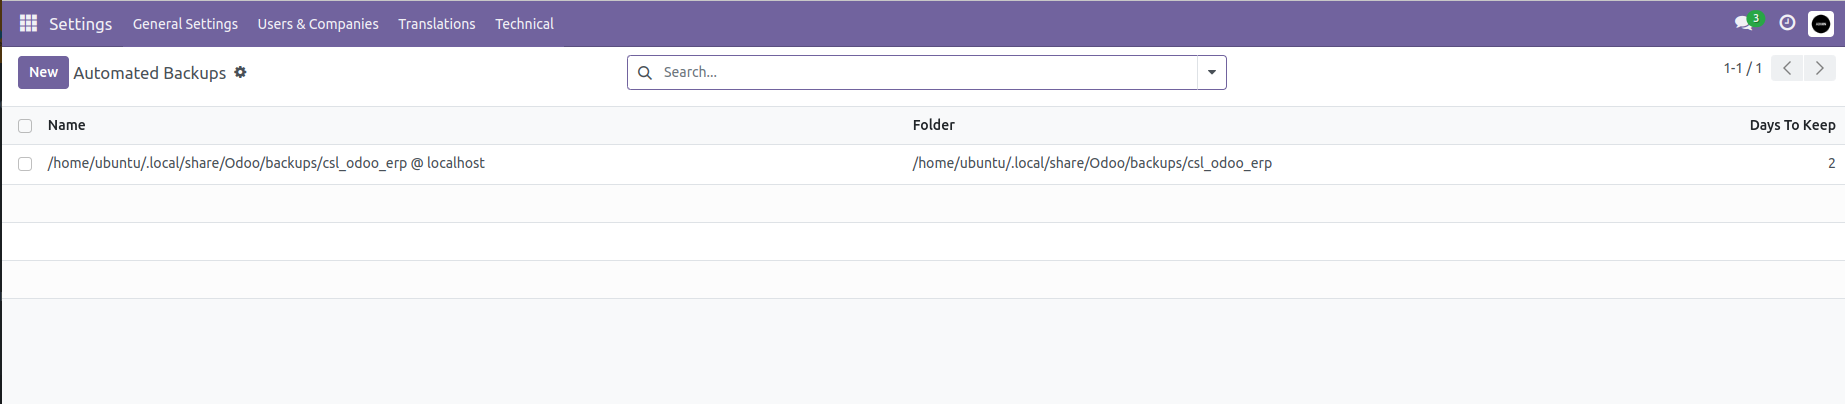 Settings General Settings Users & Companies Translations Technical 3
New Automated Backups Search... 1-1 / 1
Name Folder Days To Keep
/home/ubuntu/.local/share/Odoo/backups/csl_odoo_erp @ localhost /home/ubuntu/.local/share/Odoo/backups/csl_odoo_erp 2